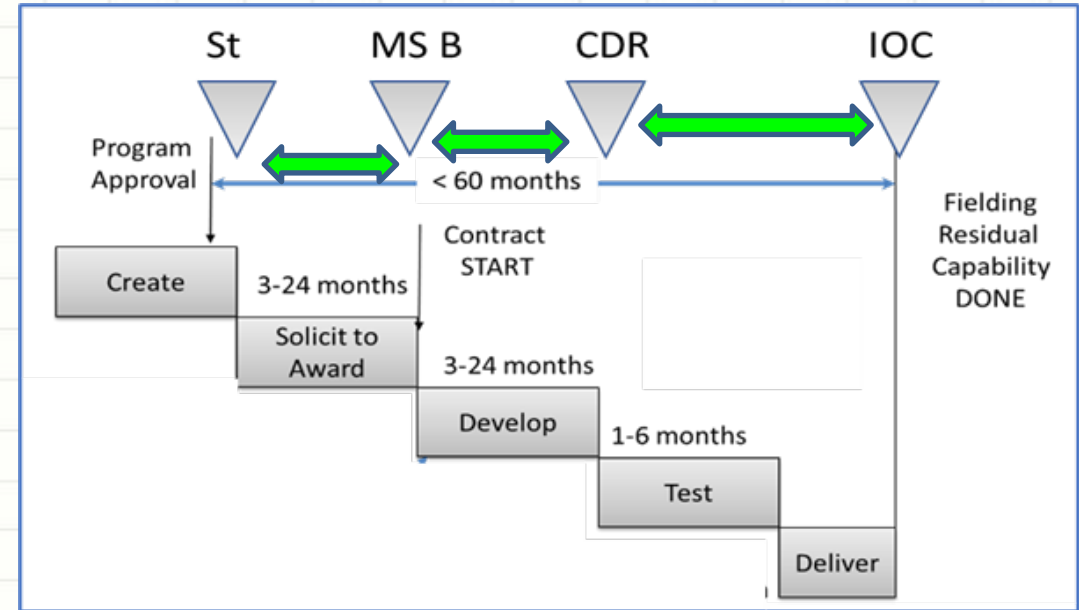 St
MS B
CDR
IOC
Program
Approval
< 60 months
Contract
START
Fielding
Residual
Capability
DONE
Create
3-24 months
Solicit to
Award
3-24 months
Develop
1-6 months
Test
Deliver